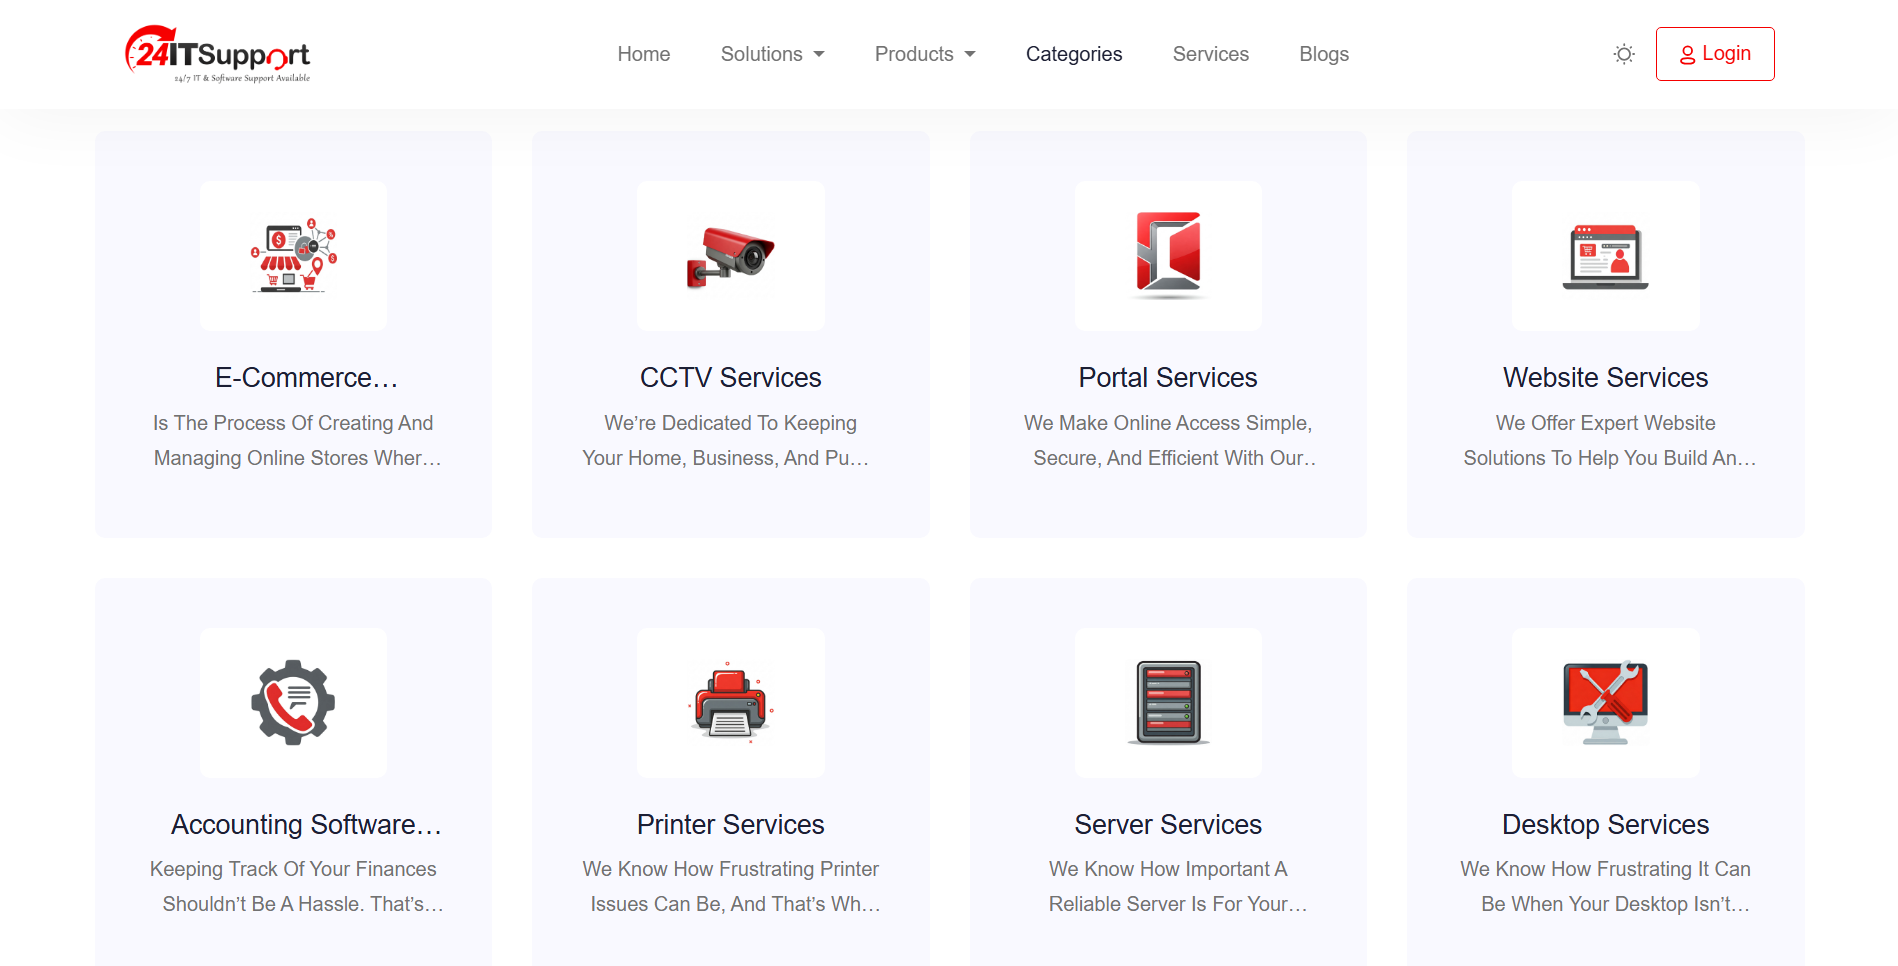 24ITSupport
24/7 IT & Software Support Available
Home Solutions Products Categories Services Blogs Login
E-Commerce…
Is The Process Of Creating And
Managing Online Stores Wher…
CCTV Services
We’re Dedicated To Keeping
Your Home, Business, And Pu…
Portal Services
We Make Online Access Simple,
Secure, And Efficient With Our..
Website Services
We Offer Expert Website
Solutions To Help You Build An…
Accounting Software…
Keeping Track Of Your Finances
Shouldn’t Be A Hassle. That’s…
Printer Services
We Know How Frustrating Printer
Issues Can Be, And That’s Wh…
Server Services
We Know How Important A
Reliable Server Is For Your…
Desktop Services
We Know How Frustrating It Can
Be When Your Desktop Isn’t…